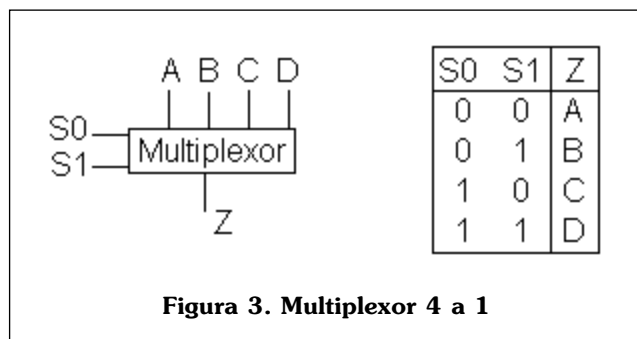 A B C D
S0
S1
Multiplexor
Z
S0 S1 Z
0 0 A
0 1 B
1 0 C
1 1 D
Figura 3. Multiplexor 4 a 1